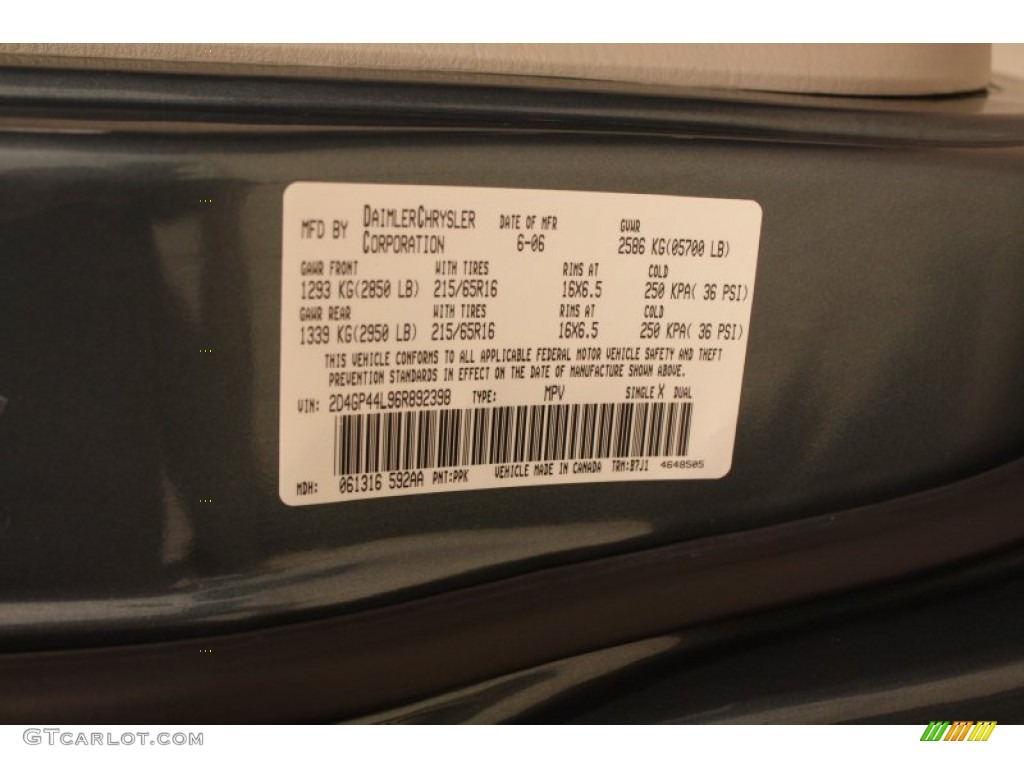 MFD BY DAIMLERCHRYSLER CORPORATION DATE OF MFR 6-06 GVWR 2586 KG(05700 LB)
GAWR FRONT WITH TIRES RIMS AT COLD
1293 KG(2850 LB) 215/65R16 16X6.5 250 KPA( 36 PSI)
GAWR REAR WITH TIRES RIMS AT COLD
1339 KG(2950 LB) 215/65R16 16X6.5 250 KPA( 36 PSI)
THIS VEHICLE CONFORMS TO ALL APPLICABLE FEDERAL MOTOR VEHICLE SAFETY AND THEFT
PREVENTION STANDARDS IN EFFECT ON THE DATE OF MANUFACTURE SHOWN ABOVE.
VIN: 2D4GP44L96R892398 TYPE: MPV SINGLE X DUAL
MDH: 061316 592AA PNT:PPK VEHICLE MADE IN CANADA TRM:B7J1 4648505
GTCARLOT.COM